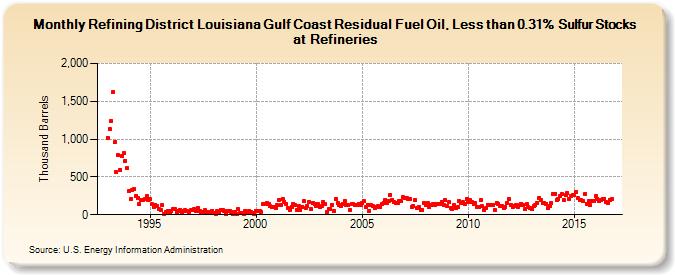 Monthly Refining District Louisiana Gulf Coast Residual Fuel Oil, Less than 0.31% Sulfur Stocks
at Refineries
Thousand Barrels
2,000
1,500
1,000
500
0
1995
2000
2005
2010
2015
Source: U.S. Energy Information Administration